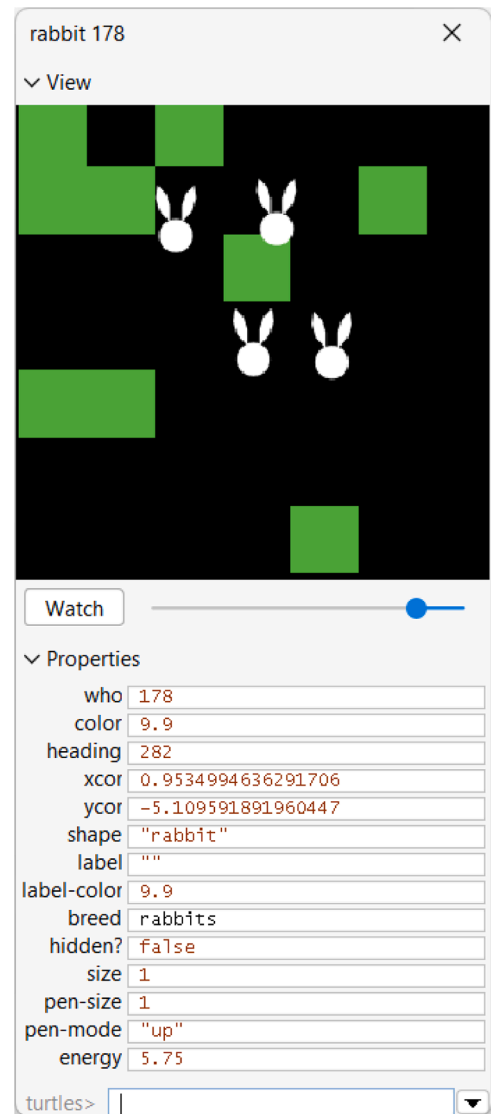 rabbit 178
View
Watch
Properties
who 178
color 9.9
heading 282
xcor 0.9534994636291706
ycor -5.109591891960447
shape "rabbit"
label ""
label-color 9.9
breed rabbits
hidden? false
size 1
pen-size 1
pen-mode "up"
energy 5.75
turtles>